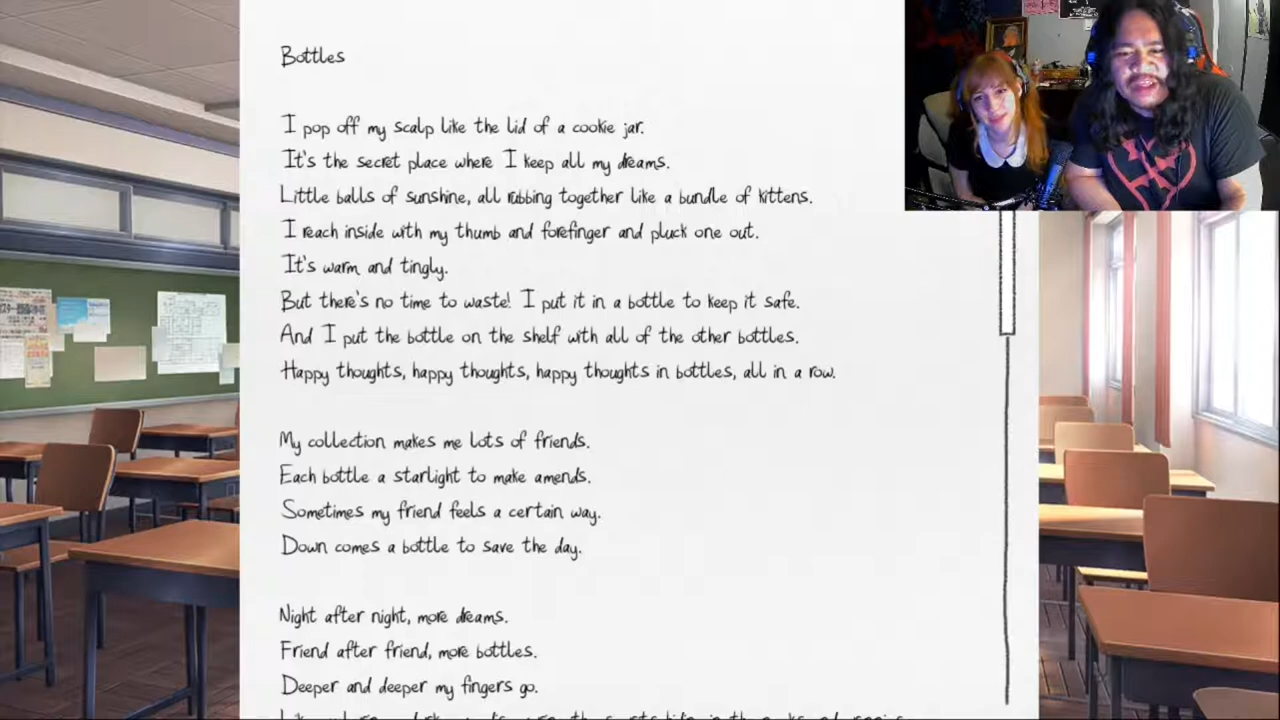 Bottles
I pop off my scalp like the lid of a cookie jar.
It's the secret place where I keep all my dreams.
Little balls of sunshine, all rubbing together like a bundle of kittens.
I reach inside with my thumb and forefinger and pluck one out.
It's warm and tingly.
But there's no time to waste! I put it in a bottle to keep it safe.
And I put the bottle on the shelf with all of the other bottles.
Happy thoughts, happy thoughts, happy thoughts in bottles, all in a row.
My collection makes me lots of friends.
Each bottle a starlight to make amends.
Sometimes my friend feels a certain way.
Down comes a bottle to save the day.
Night after night, more dreams.
Friend after friend, more bottles.
Deeper and deeper my fingers go.